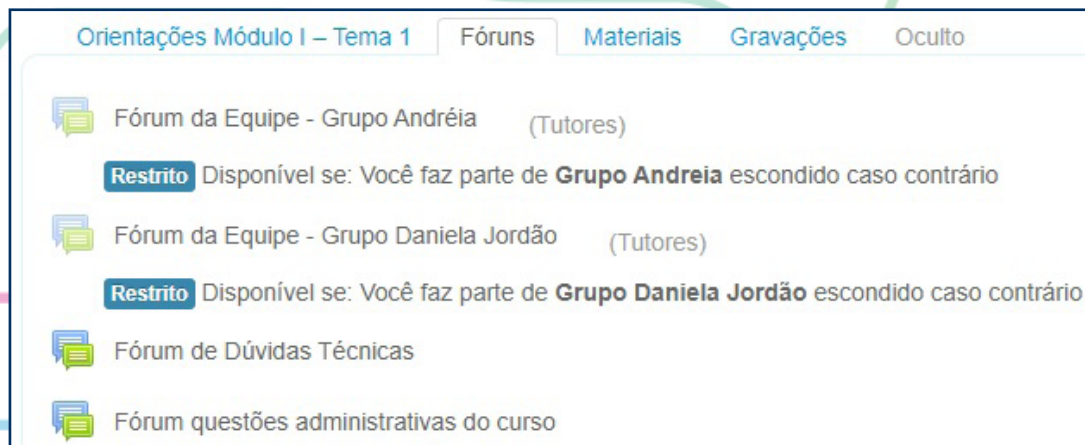 Orientações Módulo I – Tema 1 Fóruns Materiais Gravações Oculto
Fórum da Equipe - Grupo Andréia (Tutores)
Restrito Disponível se: Você faz parte de Grupo Andreia escondido caso contrário
Fórum da Equipe - Grupo Daniela Jordão (Tutores)
Restrito Disponível se: Você faz parte de Grupo Daniela Jordão escondido caso contrário
Fórum de Dúvidas Técnicas
Fórum questões administrativas do curso